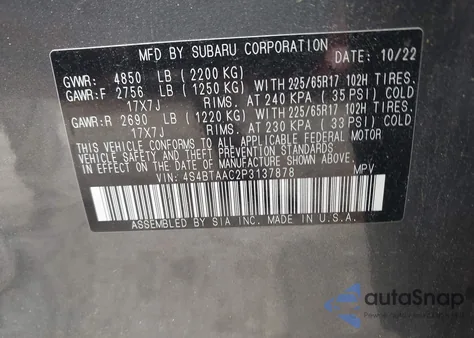 MFD BY SUBARU CORPORATION DATE: 10/22
GVWR: 4850 LB (2200 KG)
GAWR:F 2756 LB (1250 KG) WITH 225/65R17 102H TIRES,
17X7J RIMS, AT 240 KPA (35 PSI) COLD
GAWR:R 2690 LB (1220 KG) WITH 225/65R17 102H TIRES,
17X7J RIMS, AT 230 KPA (33 PSI) COLD
THIS VEHICLE CONFORMS TO ALL APPLICABLE FEDERAL MOTOR
VEHICLE SAFETY STANDARDS IN EFFECT ON THE
DATE OF MANUFACTURE SHOWN ABOVE.
VIN: 4S4BTAAC2P3137878 MPV
ASSEMBLED BY SIA INC. MADE IN U.S.A.
autoSnap